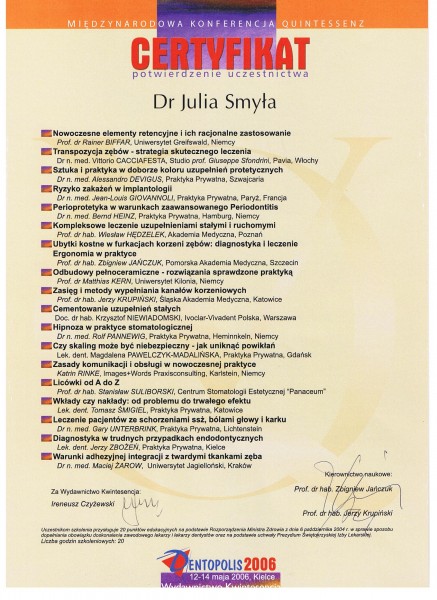 MIĘDZYNARODOWA KONFERENCJA QUINTESSENZ
CERTYFIKAT
potwierdzenie uczestnictwa
Dr Julia Smyła
Nowoczesne elementy retencyjne i ich racjonalne zastosowanie
Prof. dr Rainer BIFFAR, Uniwersytet Greifswald, Niemcy
Transpozycja zębów - strategia skutecznego leczenia
Dr n. med. Vittorio CACCIAFESTA, Studio prof. Giuseppe Sfondrini, Pavia, Włochy
Sztuka i praktyka w doborze koloru uzupełnień protetycznych
Dr n. med. Alessandro DEVIGUS, Praktyka Prywatna, Szwajcaria
Ryzyko zakażeń w implantologii
Dr n. med. Jean-Louis GIOVANNOLI, Praktyka Prywatna, Paryż, Francja
Perioprotetyka w warunkach zaawansowanego Periodontitis
Dr n. med. Bernd HEINZ, Praktyka Prywatna, Hamburg, Niemcy
Kompleksowe leczenie uzupełnieniami stałymi i ruchomymi
Prof. dr hab. Wiesław HĘDZELEK, Akademia Medyczna, Poznań
Ubytki kostne w furkacjach korzeni zębów: diagnostyka i leczenie
Ergonomia w praktyce
Prof. dr hab. Zbigniew JAŃCZUK, Pomorska Akademia Medyczna, Szczecin
Odbudowy pełnoceramiczne - rozwiązania sprawdzone praktyką
Prof. dr Matthias KERN, Uniwersytet Kilonia, Niemcy
Zasięg i metody wypełniania kanałów korzeniowych
Prof. dr hab. Jerzy KRUPIŃSKI, Śląska Akademia Medyczna, Katowice
Cementowanie uzupełnień stałych
Doc. dr hab. Krzysztof NIEWIADOMSKI, Ivoclar-Vivadent Polska, Warszawa
Hipnoza w praktyce stomatologicznej
Dr n. med. Rolf PANNEWIG, Praktyka Prywatna, Heminnkeln, Niemcy
Czy skaling może być niebezpieczny - jak uniknąć powikłań
Lek. dent. Magdalena PAWELCZYK-MADALIŃSKA, Praktyka Prywatna, Gdańsk
Zasady komunikacji i obsługi w nowoczesnej praktyce
Katrin RINKE, Images+Words Praxisconsulting, Karlstein, Niemcy
Licówki od A do Z
Prof. dr hab. Stanisław SULIBORSKI, Centrum Stomatologii Estetycznej "Panaceum"
Wkłady czy nakłady: od problemu do trwałego efektu
Lek. dent. Tomasz ŚMIGIEL, Praktyka Prywatna, Katowice
Leczenie pacjentów ze schorzeniami ssż, bólami głowy i karku
Dr n. med. Gary UNTERBRINK, Praktyka Prywatna, Lichtenstein
Diagnostyka w trudnych przypadkach endodontycznych
Lek. dent. Jerzy ZBOŻEŃ, Praktyka Prywatna, Kielce
Warunki adhezyjnej integracji z twardymi tkankami zęba
Dr n. med. Maciej ŻAROW, Uniwersytet Jagielloński, Kraków
Kierownictwo naukowe:
Za Wydawnictwo Kwintesencja:
Prof. dr hab. Zbigniew Jańczuk
Ireneusz Czyżewski
Prof. dr hab. Jerzy Krupiński
Uczestnikom szkolenia przysługuje 20 punktów edukacyjnych na podstawie Rozporządzenia Ministra Zdrowia z dnia 6 października 2004 r. w sprawie sposobu
dopełniania obowiązku doskonalenia zawodowego lekarzy i lekarzy dentystów oraz na podstawie uchwały Prezydium Świętokrzyskiej Izby Lekarskiej.
Liczba godzin szkoleniowych: 20
DENTOPOLIS 2006
12-14 maja 2006, Kielce
Wydawnictwo Kwintesencja